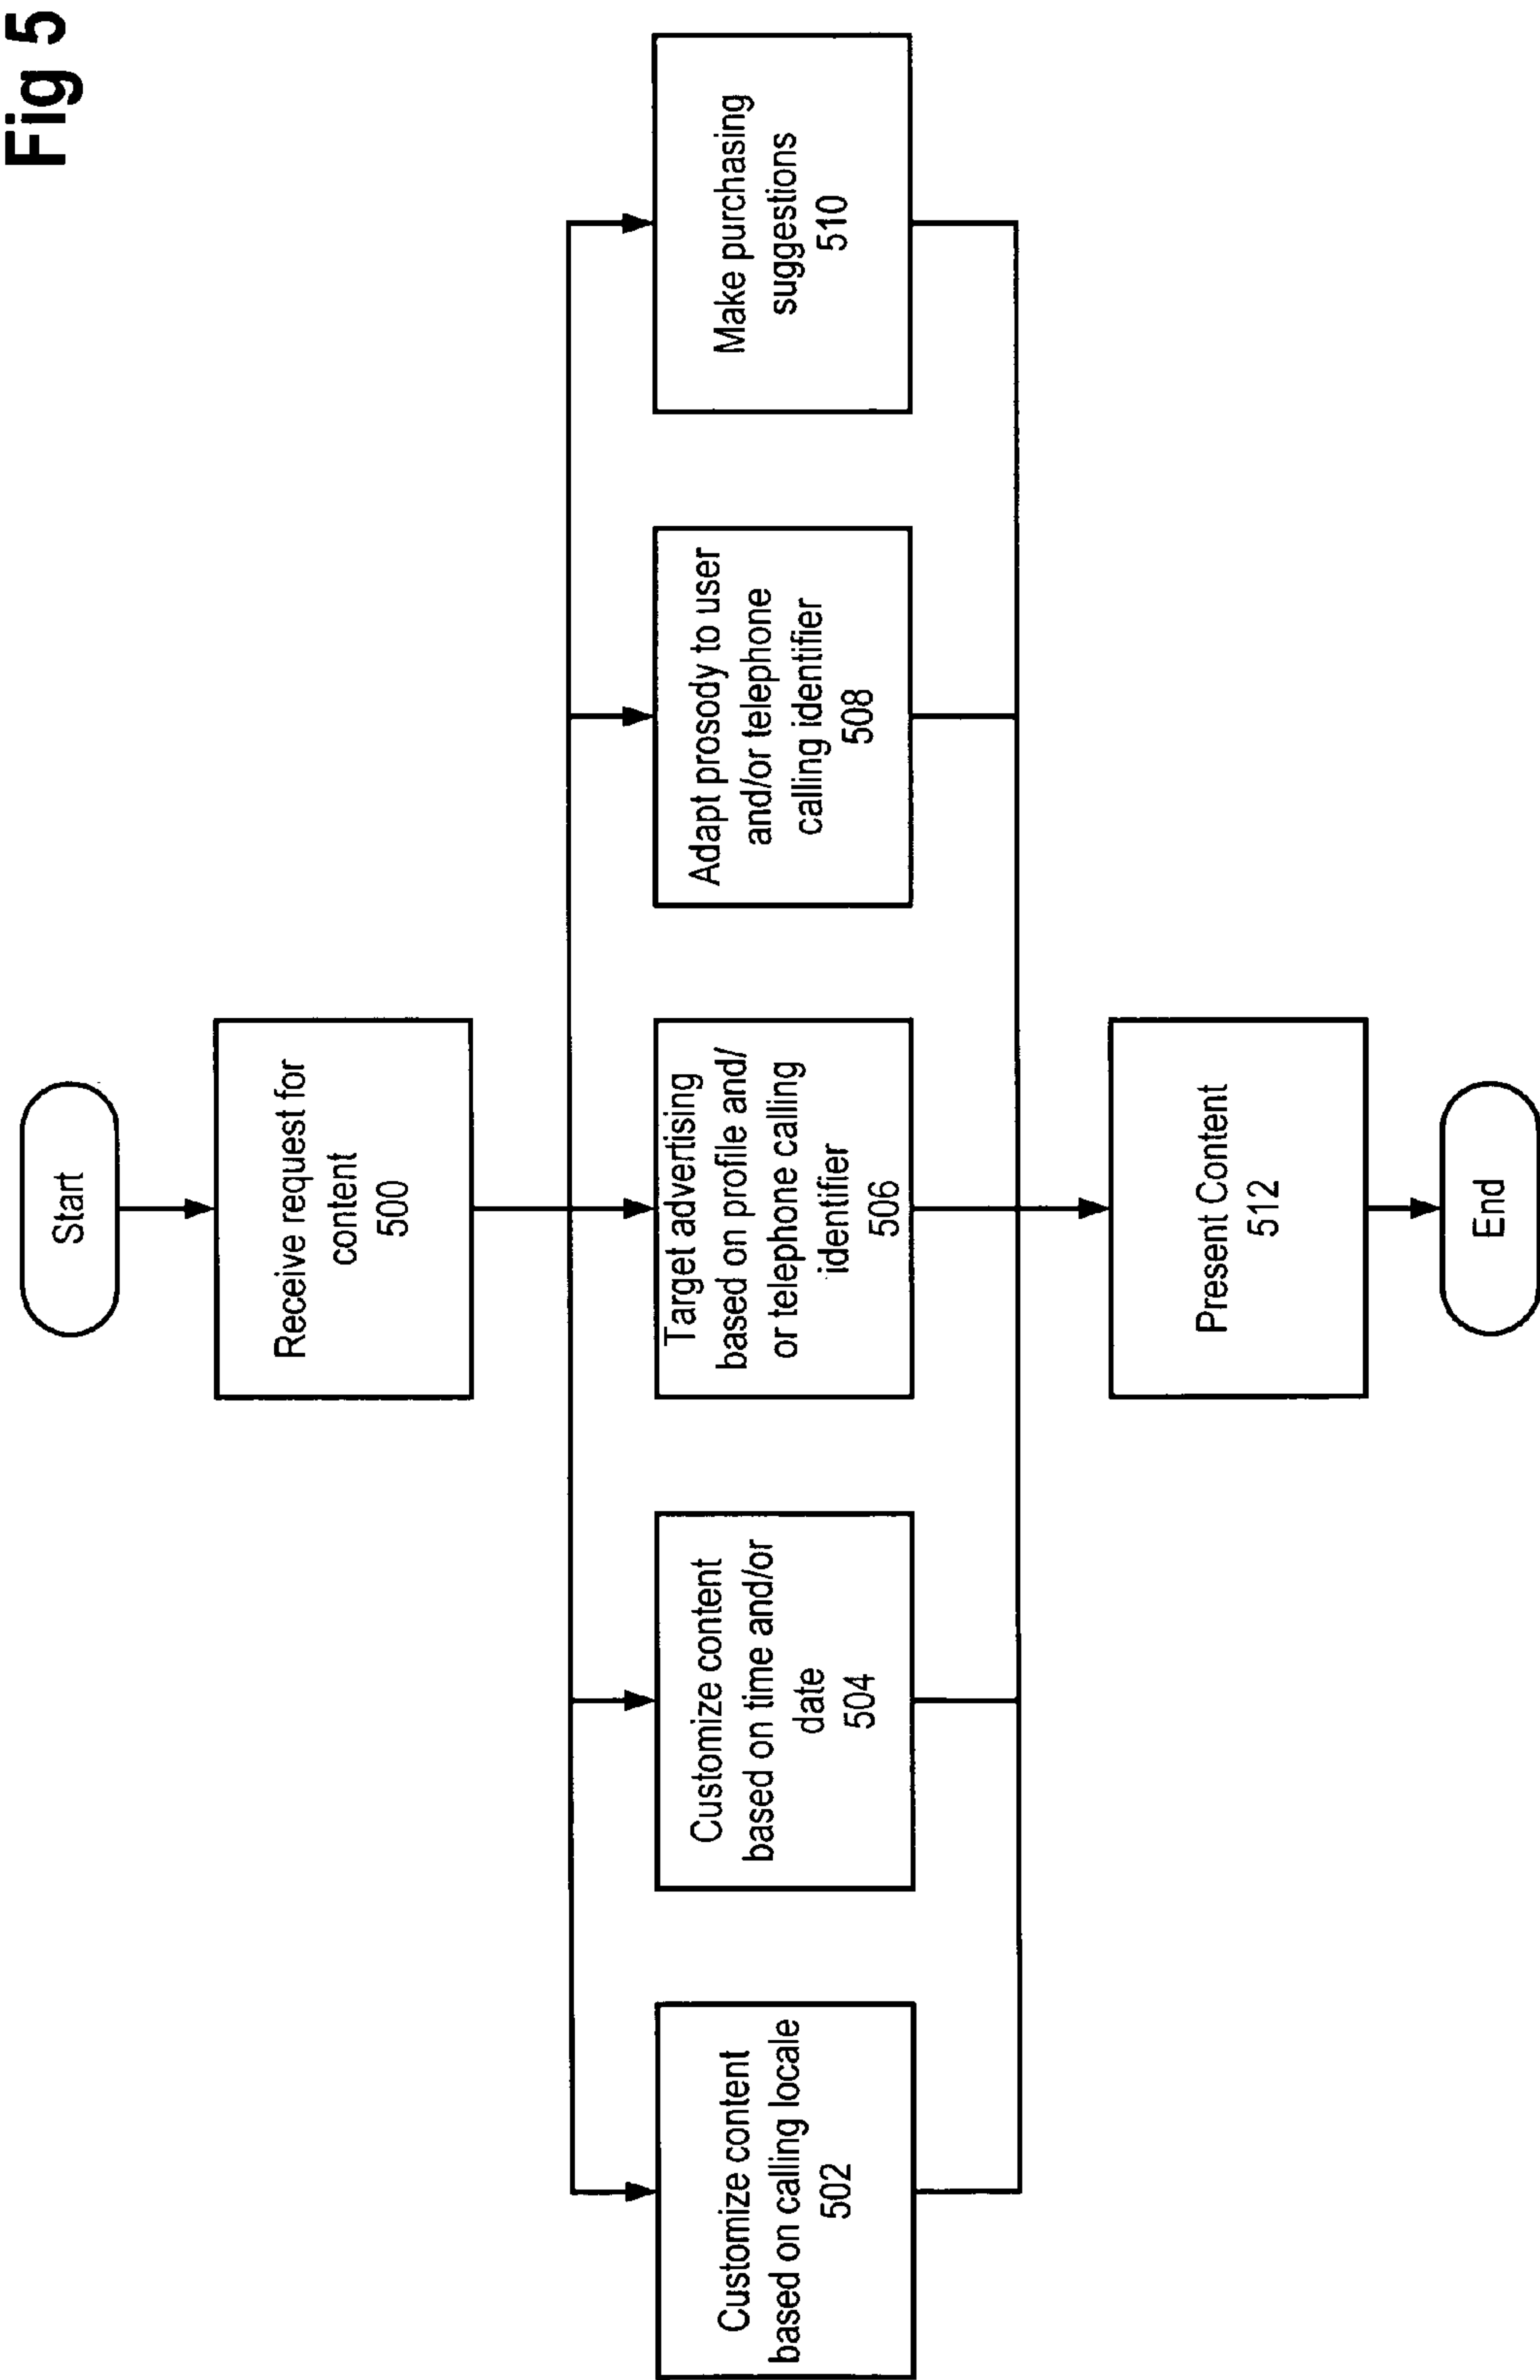 Fig 5
Start
Receive request for
content
500
Customize content
based on calling locale
502
Customize content
based on time and/or
date
504
Target advertising
based on profile and/
or telephone calling
identifier
506
Adapt prosody to user
and/or telephone
calling identifier
508
Make purchasing
suggestions
510
Present Content
512
End